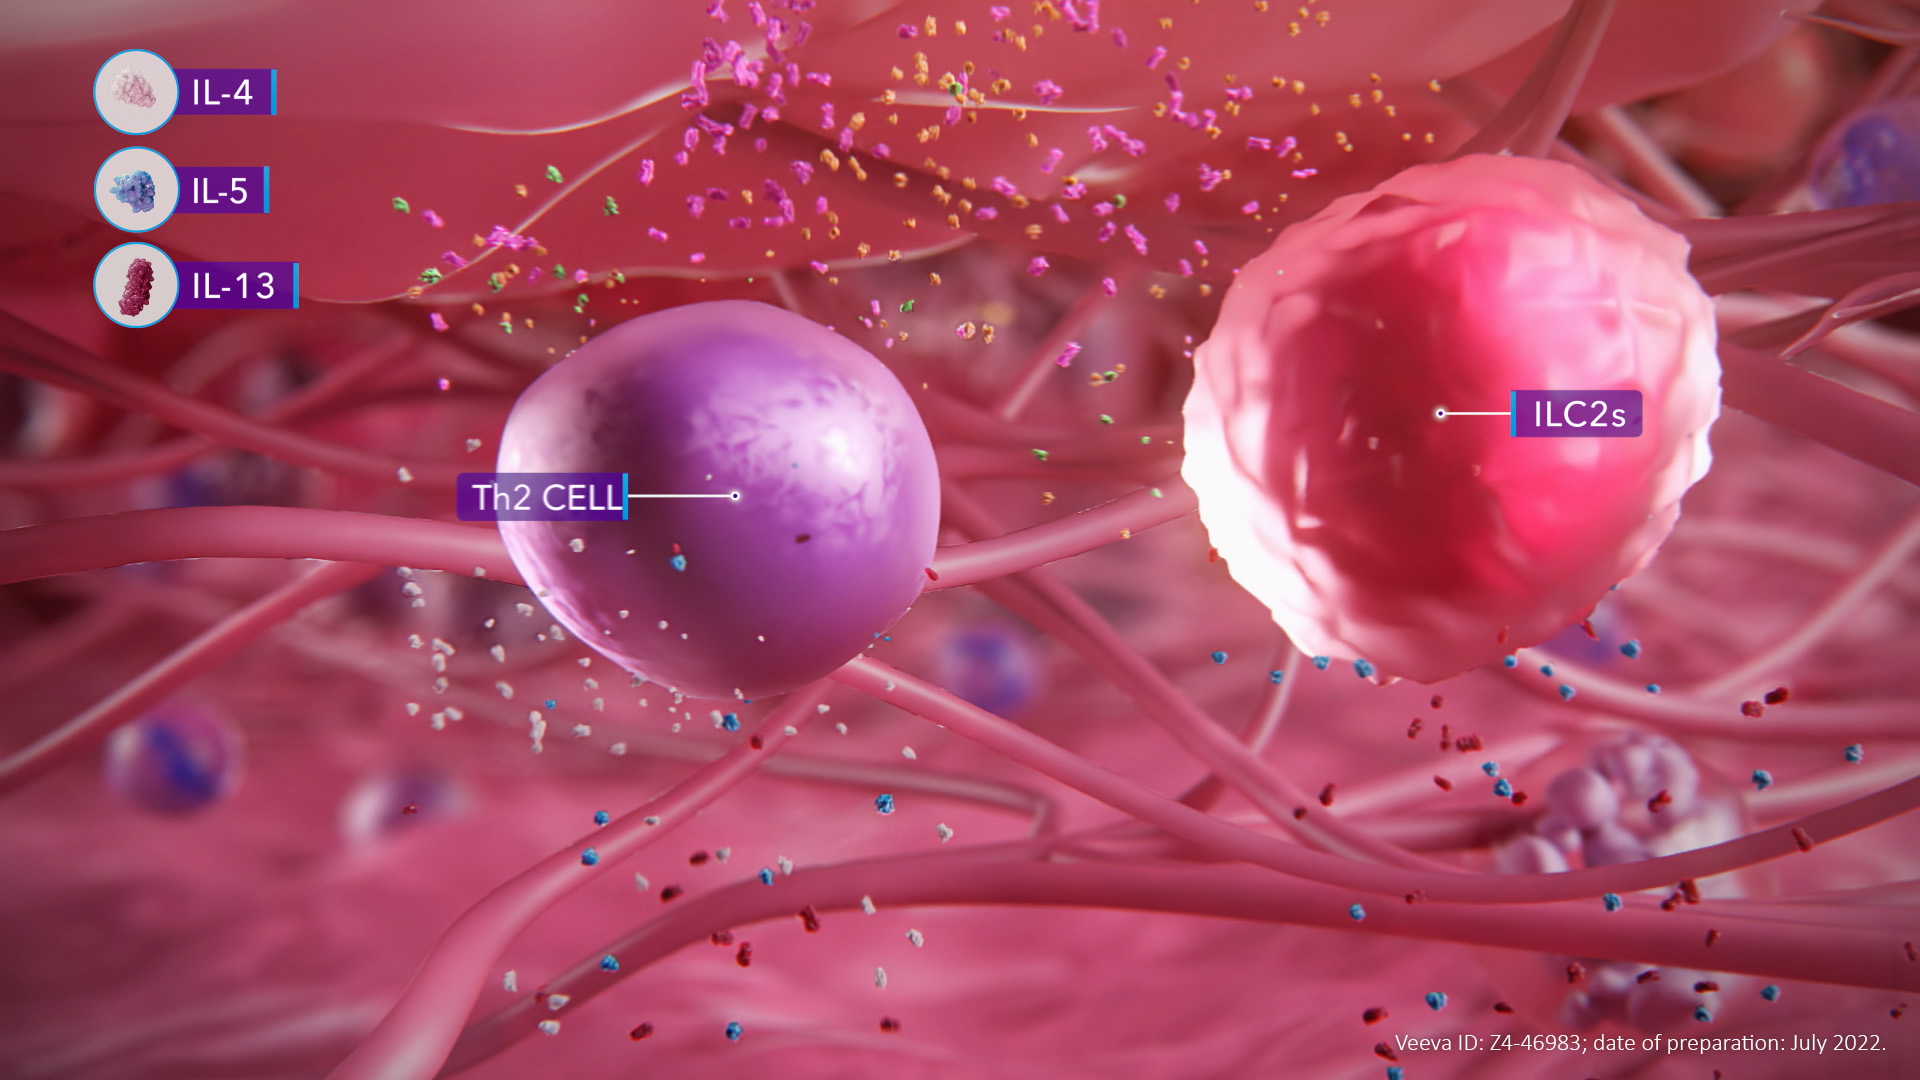 IL-4
IL-5
IL-13
Th2 CELL
ILC2s
Veeva ID: Z4-46983; date of preparation: July 2022.